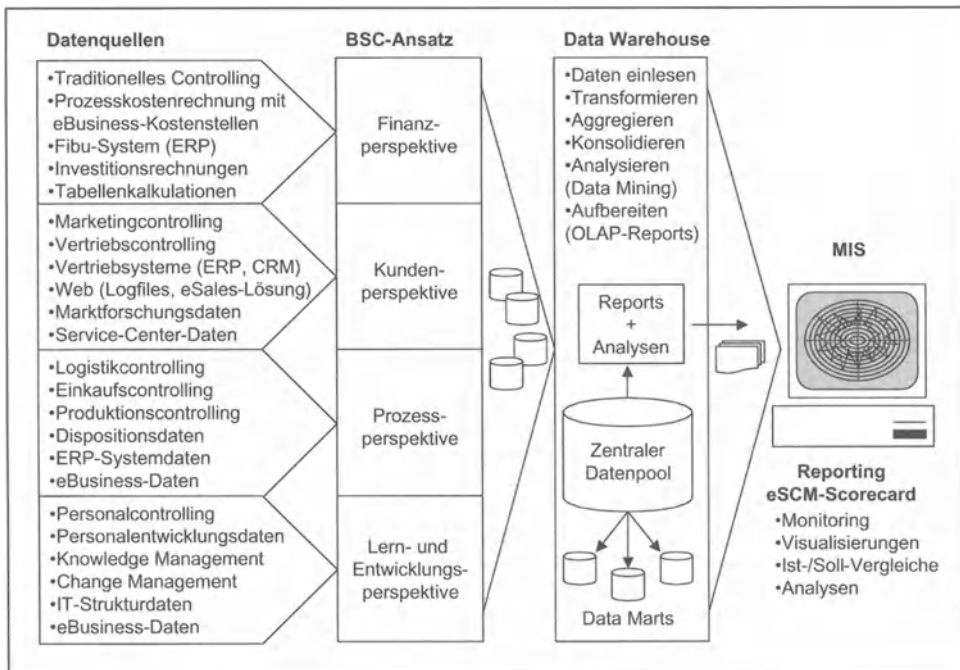 Datenquellen
•Traditionelles Controlling
•Prozesskostenrechnung mit
eBusiness-Kostenstellen
•Fibu-System (ERP)
•Investitionsrechnungen
•Tabellenkalkulationen
•Marketingcontrolling
•Vertriebscontrolling
•Vertriebsysteme (ERP, CRM)
•Web (Logfiles, eSales-Lösung)
•Marktforschungsdaten
•Service-Center-Daten
•Logistikcontrolling
•Einkaufscontrolling
•Produktionscontrolling
•Dispositionsdaten
•ERP-Systemdaten
•eBusiness-Daten
•Personalcontrolling
•Personalentwicklungsdaten
•Knowledge Management
•Change Management
•IT-Strukturdaten
•eBusiness-Daten
BSC-Ansatz
Finanz-
perspektive
Kunden-
perspektive
Prozess-
perspektive
Lern- und
Entwicklungs-
perspektive
Data Warehouse
•Daten einlesen
•Transformieren
•Aggregieren
•Konsolidieren
•Analysieren
(Data Mining)
•Aufbereiten
(OLAP-Reports)
Reports
+
Analysen
Zentraler
Datenpool
Data Marts
MIS
Reporting
eSCM-Scorecard
•Monitoring
•Visualisierungen
•Ist-/Soll-Vergleiche
•Analysen